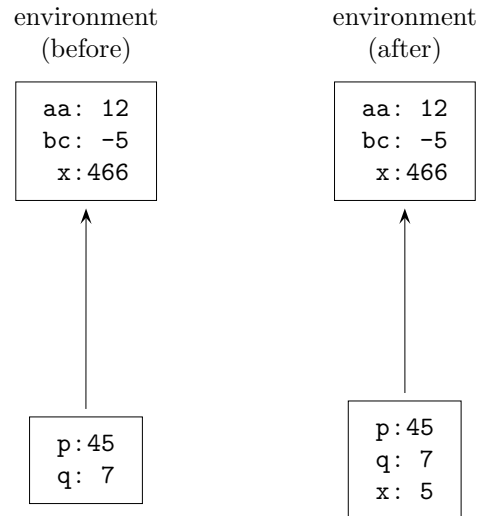 environment
(before)
aa: 12
bc: -5
x:466
p:45
q: 7
environment
(after)
aa: 12
bc: -5
x:466
p:45
q: 7
x: 5